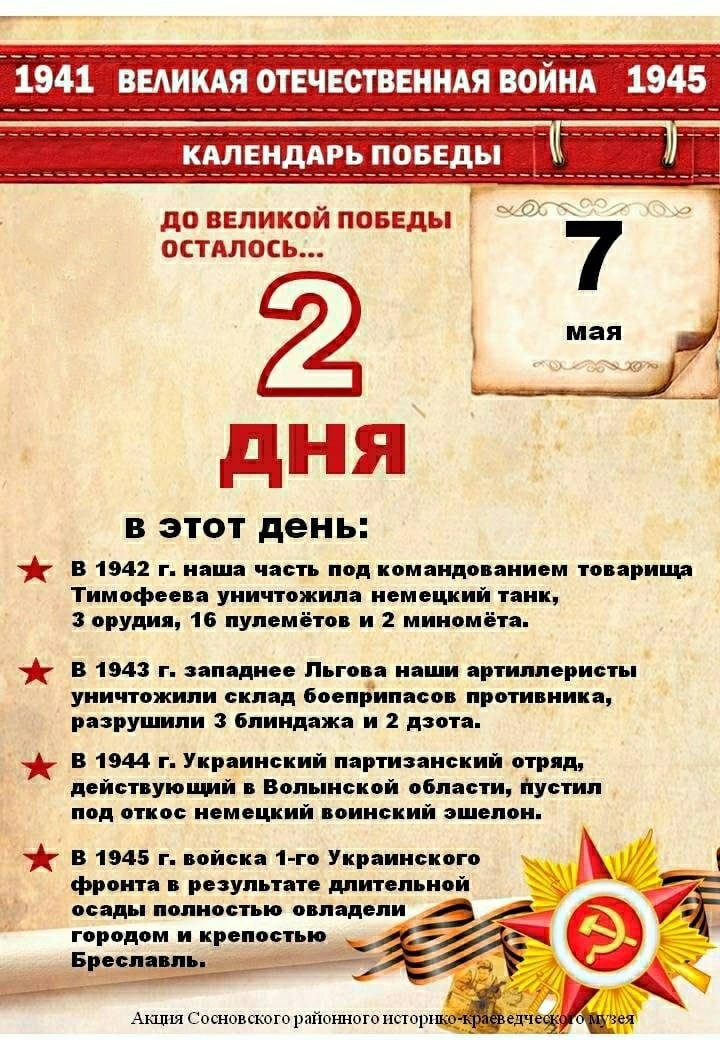 1941 ВЕЛИКАЯ ОТЕЧЕСТВЕННАЯ ВОЙНА 1945
КАЛЕНДАРЬ ПОБЕДЫ
ДО ВЕЛИКОЙ ПОБЕДЫ
ОСТАЛОСЬ...
2
ДНЯ
7
мая
в этот день:
В 1942 г. наша часть под командованием товарища
Тимофеева уничтожила немецкий танк,
3 орудия, 16 пулемётов и 2 миномёта.
В 1943 г. западнее Льгова наши артиллеристы
уничтожили склад боеприпасов противника,
разрушили 3 блиндажа и 2 дзота.
В 1944 г. Украинский партизанский отряд,
действующий в Волынской области, пустил
под откос немецкий воинский эшелон.
В 1945 г. войска 1-го Украинского
фронта в результате длительной
осады полностью овладели
городом и крепостью
Бреславль.
Акция Сосновского районного историко-краеведческого музея